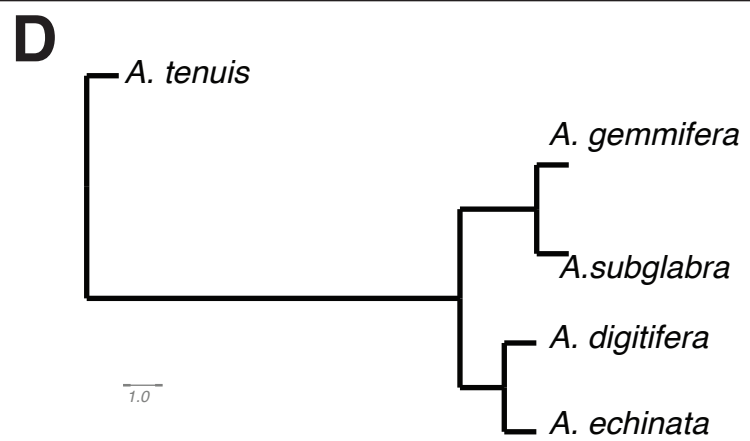 D
A. tenuis
A. gemmifera
A.subglabra
A. digitifera
1.0
A. echinata